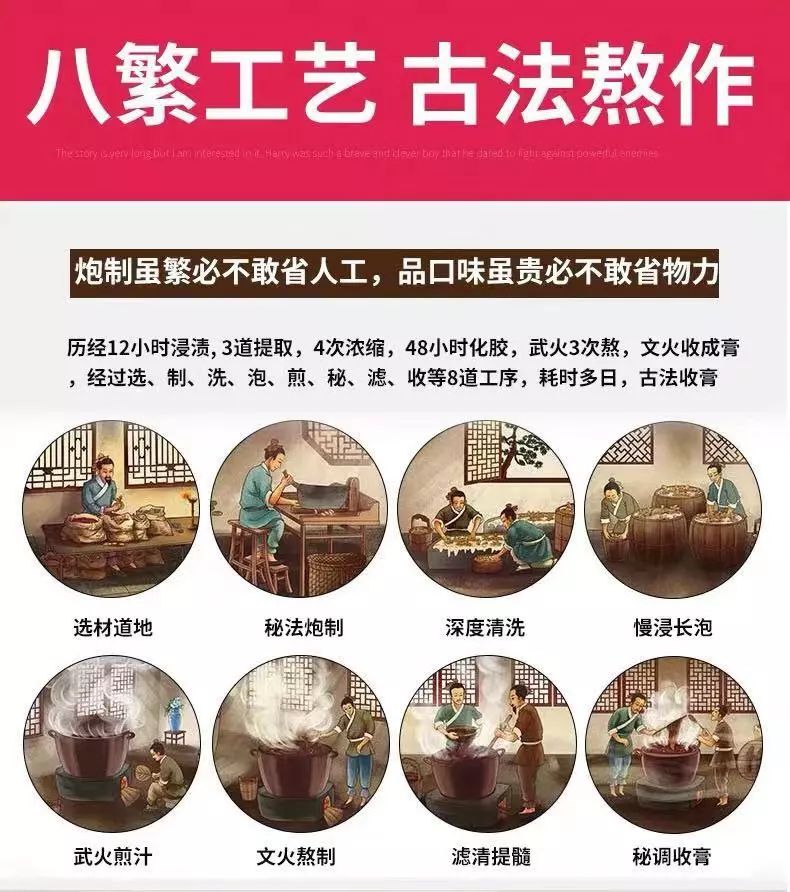 八繁工艺 古法熬作
The story is very long but I am interested in it. Harry was such a brave and clever boy that he dared to fight against powerful enemies.
炮制虽繁必不敢省人工，品口味虽贵必不敢省物力
历经12小时浸渍, 3道提取，4次浓缩，48小时化胶，武火3次熬，文火收成膏
，经过选、制、洗、泡、煎、秘、滤、收等8道工序，耗时多日，古法收膏
选材道地
秘法炮制
深度清洗
慢浸长泡
武火煎汁
文火熬制
滤清提髓
秘调收膏